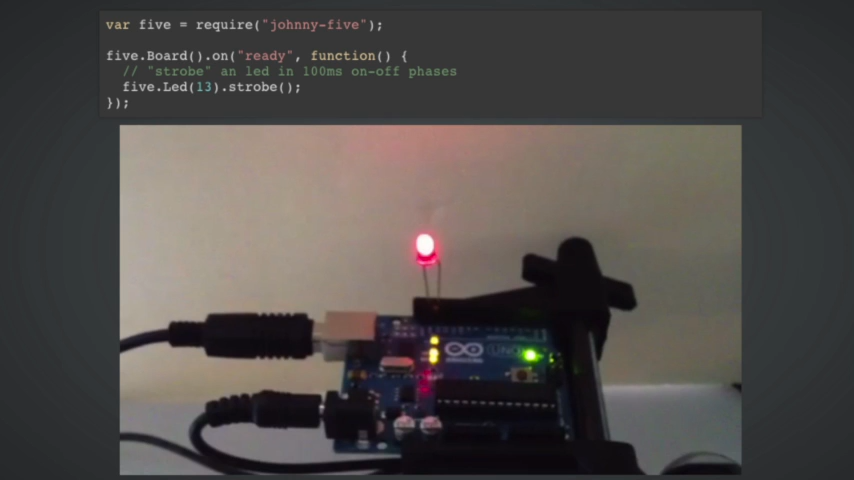 var five = require("johnny-five");
five.Board().on("ready", function() {
// "strobe" an led in 100ms on-off phases
five.Led(13).strobe();
});
UNO